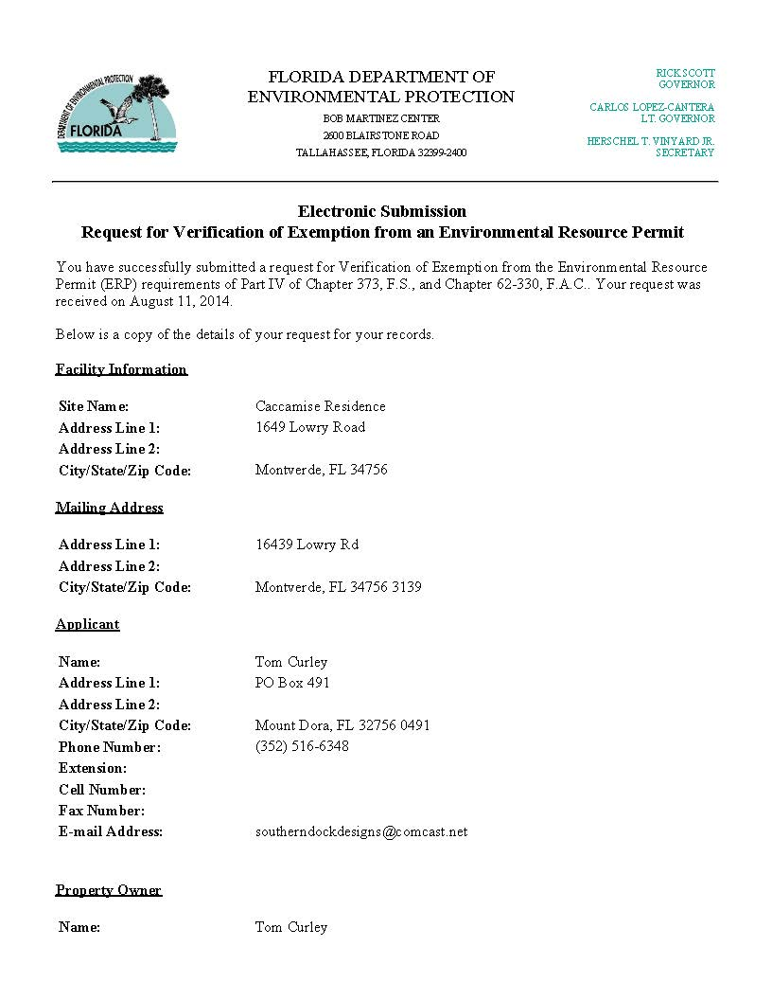 DEPARTMENT OF ENVIRONMENTAL PROTECTION
FLORIDA
FLORIDA DEPARTMENT OF
ENVIRONMENTAL PROTECTION
BOB MARTINEZ CENTER
2600 BLAIRSTONE ROAD
TALLAHASSEE, FLORIDA 32399-2400
RICK SCOTT
GOVERNOR
CARLOS LOPEZ-CANTERA
LT. GOVERNOR
HERSCHEL T. VINYARD JR.
SECRETARY
Electronic Submission
Request for Verification of Exemption from an Environmental Resource Permit
You have successfully submitted a request for Verification of Exemption from the Environmental Resource
Permit (ERP) requirements of Part IV of Chapter 373, F.S., and Chapter 62-330, F.A.C.. Your request was
received on August 11, 2014.
Below is a copy of the details of your request for your records.
Facility Information
Site Name: Caccamise Residence
Address Line 1: 1649 Lowry Road
Address Line 2:
City/State/Zip Code: Montverde, FL 34756
Mailing Address
Address Line 1: 16439 Lowry Rd
Address Line 2:
City/State/Zip Code: Montverde, FL 34756 3139
Applicant
Name: Tom Curley
Address Line 1: PO Box 491
Address Line 2:
City/State/Zip Code: Mount Dora, FL 32756 0491
Phone Number: (352) 516-6348
Extension:
Cell Number:
Fax Number:
E-mail Address: southerndockdesigns@comcast.net
Property Owner
Name: Tom Curley